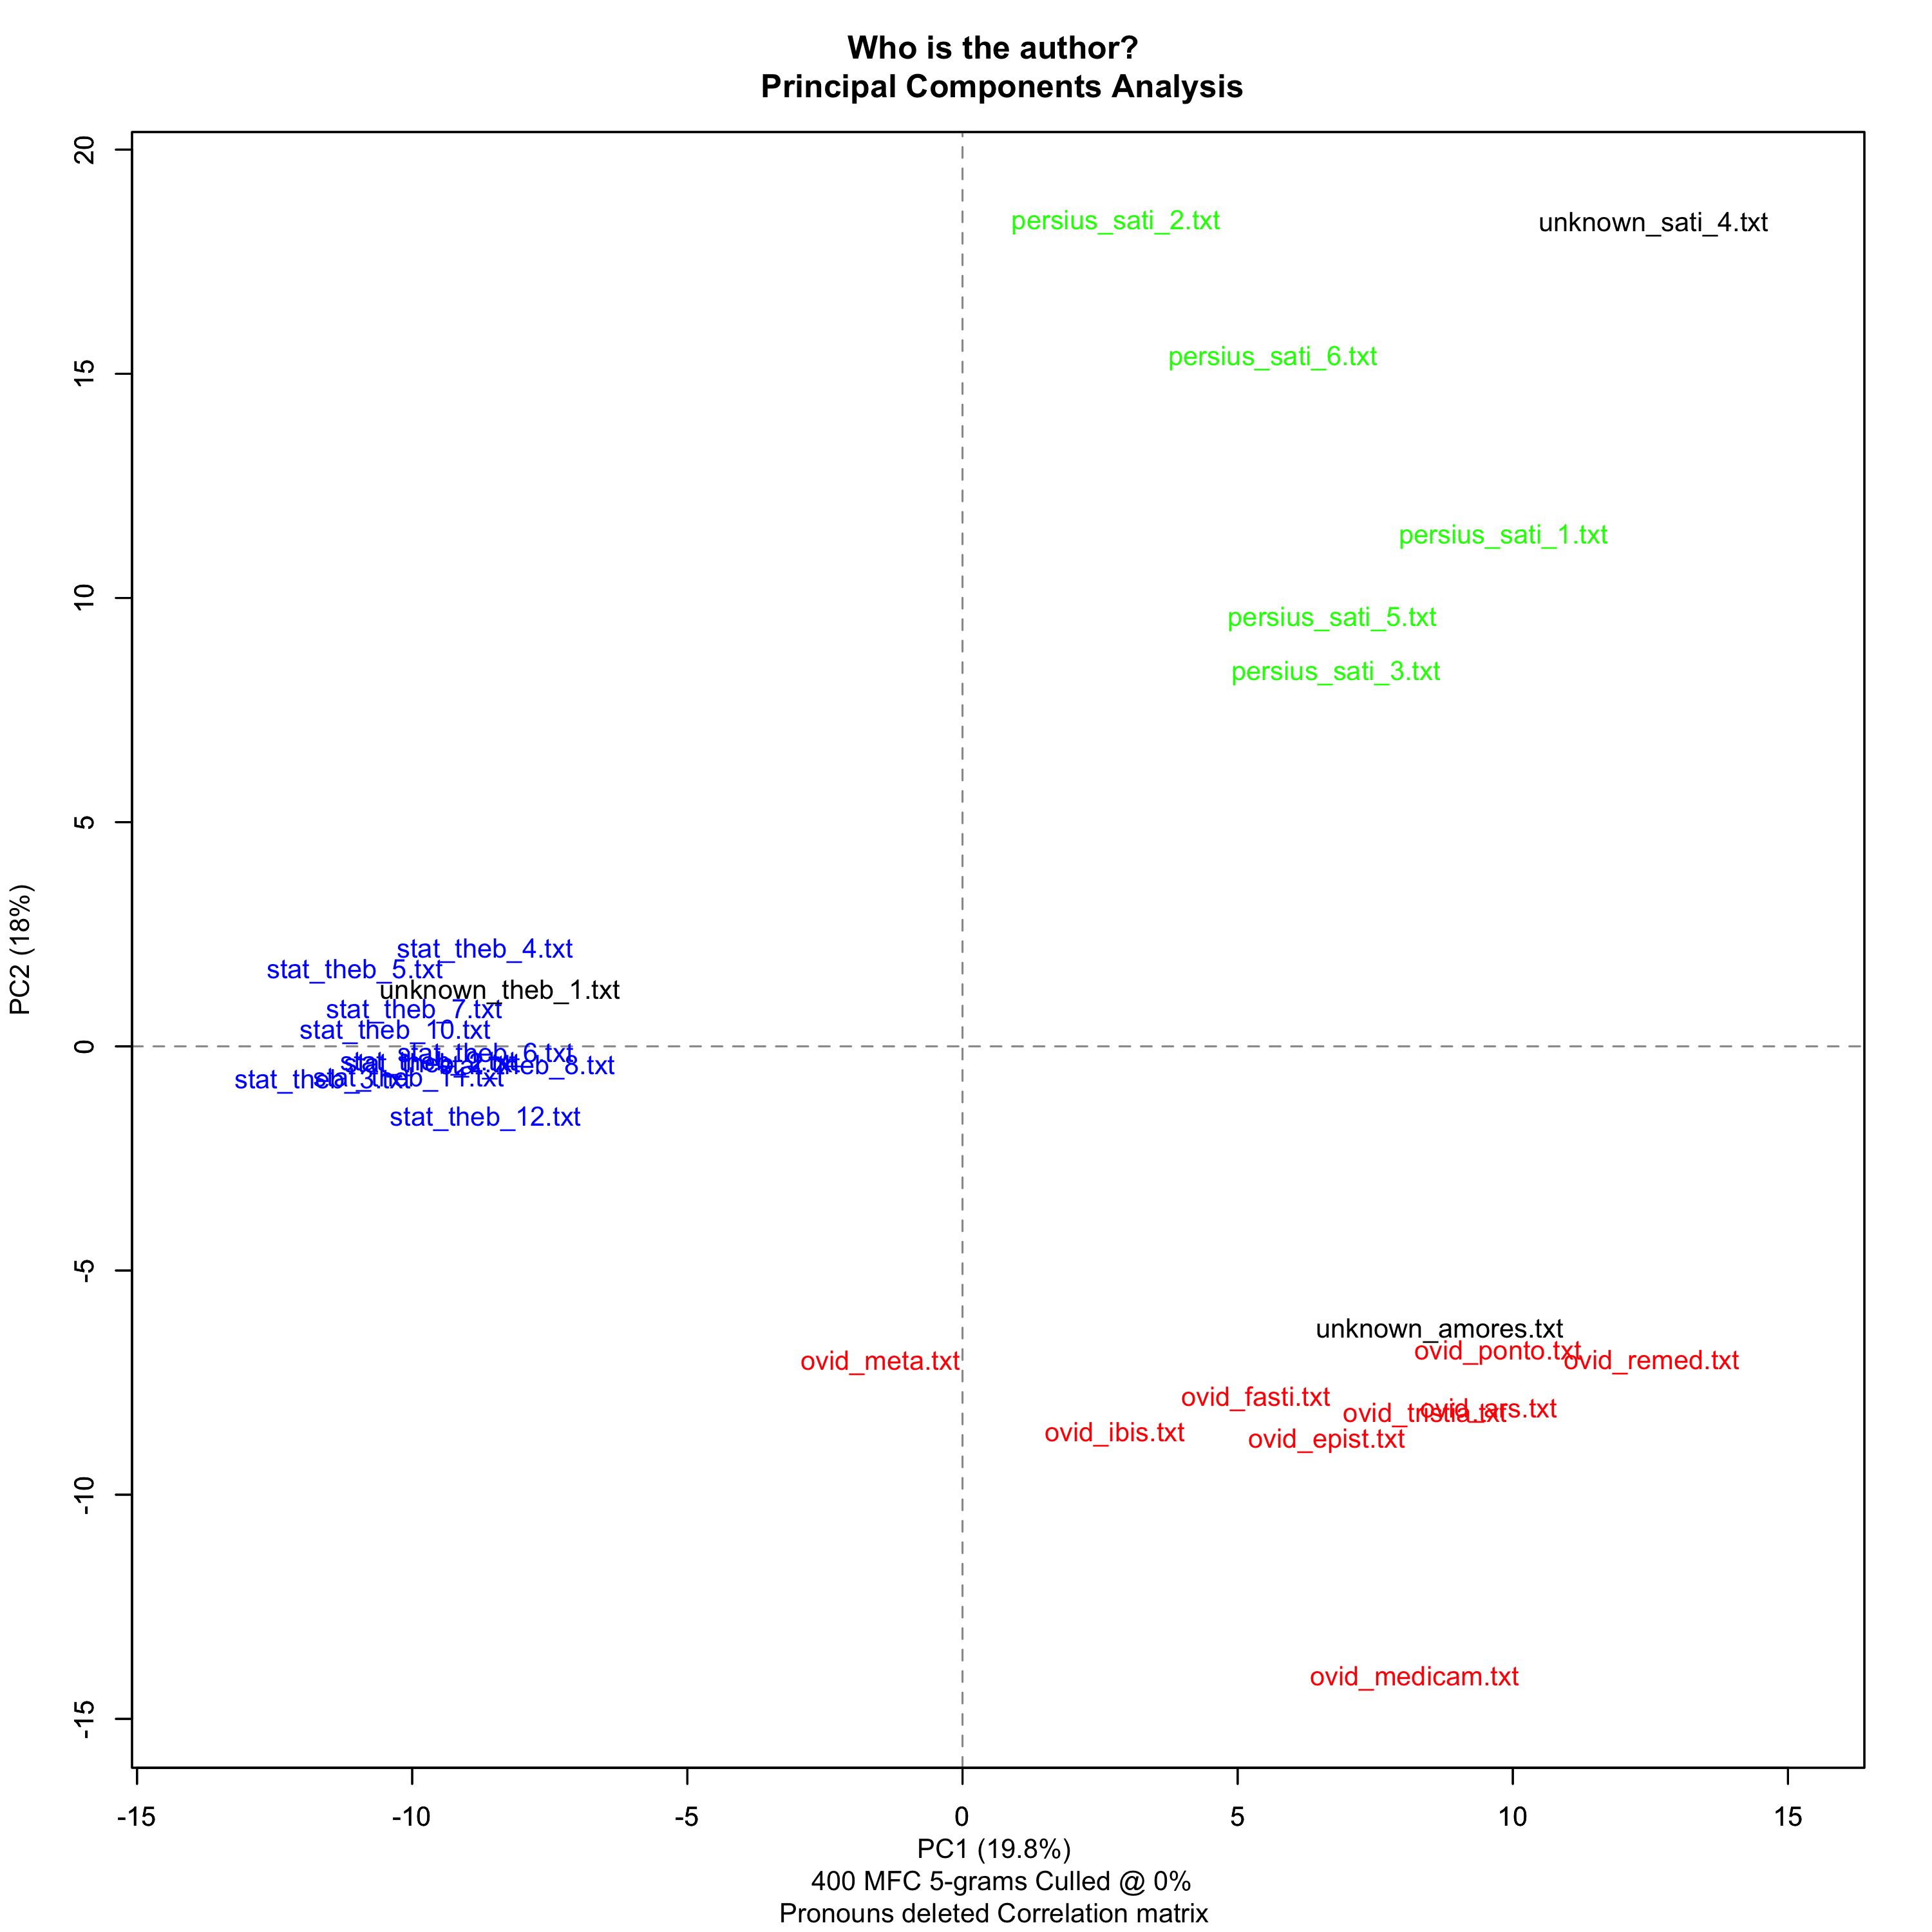 Who is the author?
Principal Components Analysis
20
persius_sati_2.txt
unknown_sati_4.txt
15
persius_sati_6.txt
persius_sati_1.txt
10
persius_sati_5.txt
persius_sati_3.txt
5
PC2 (18%)
stat_theb_4.txt
stat_theb_5.txt
unknown_theb_1.txt
stat_theb_7.txt
stat_theb_10.txt
0
stat_theb_6.txt
stat_theb_8.txt
stat_theb_3.txt
stat_theb_11.txt
stat_theb_12.txt
-5
unknown_amores.txt
ovid_ponto.txt
ovid_meta.txt
ovid_remed.txt
ovid_fasti.txt
ovid_tristia.txt
ovid_ars.txt
ovid_ibis.txt
ovid_epist.txt
-10
ovid_medicam.txt
-15
-15 -10 -5 0 5 10 15
PC1 (19.8%)
400 MFC 5-grams Culled @ 0%
Pronouns deleted Correlation matrix